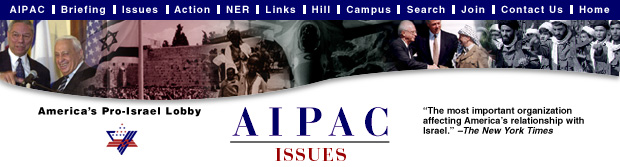 AIPAC | Briefing | Issues | Action | NER | Links | Hill | Campus | Search | Join | Contact Us | Home
America's Pro-Israel Lobby
AIPAC
ISSUES
“The most important organization
affecting America’s relationship with
Israel.” –The New York Times